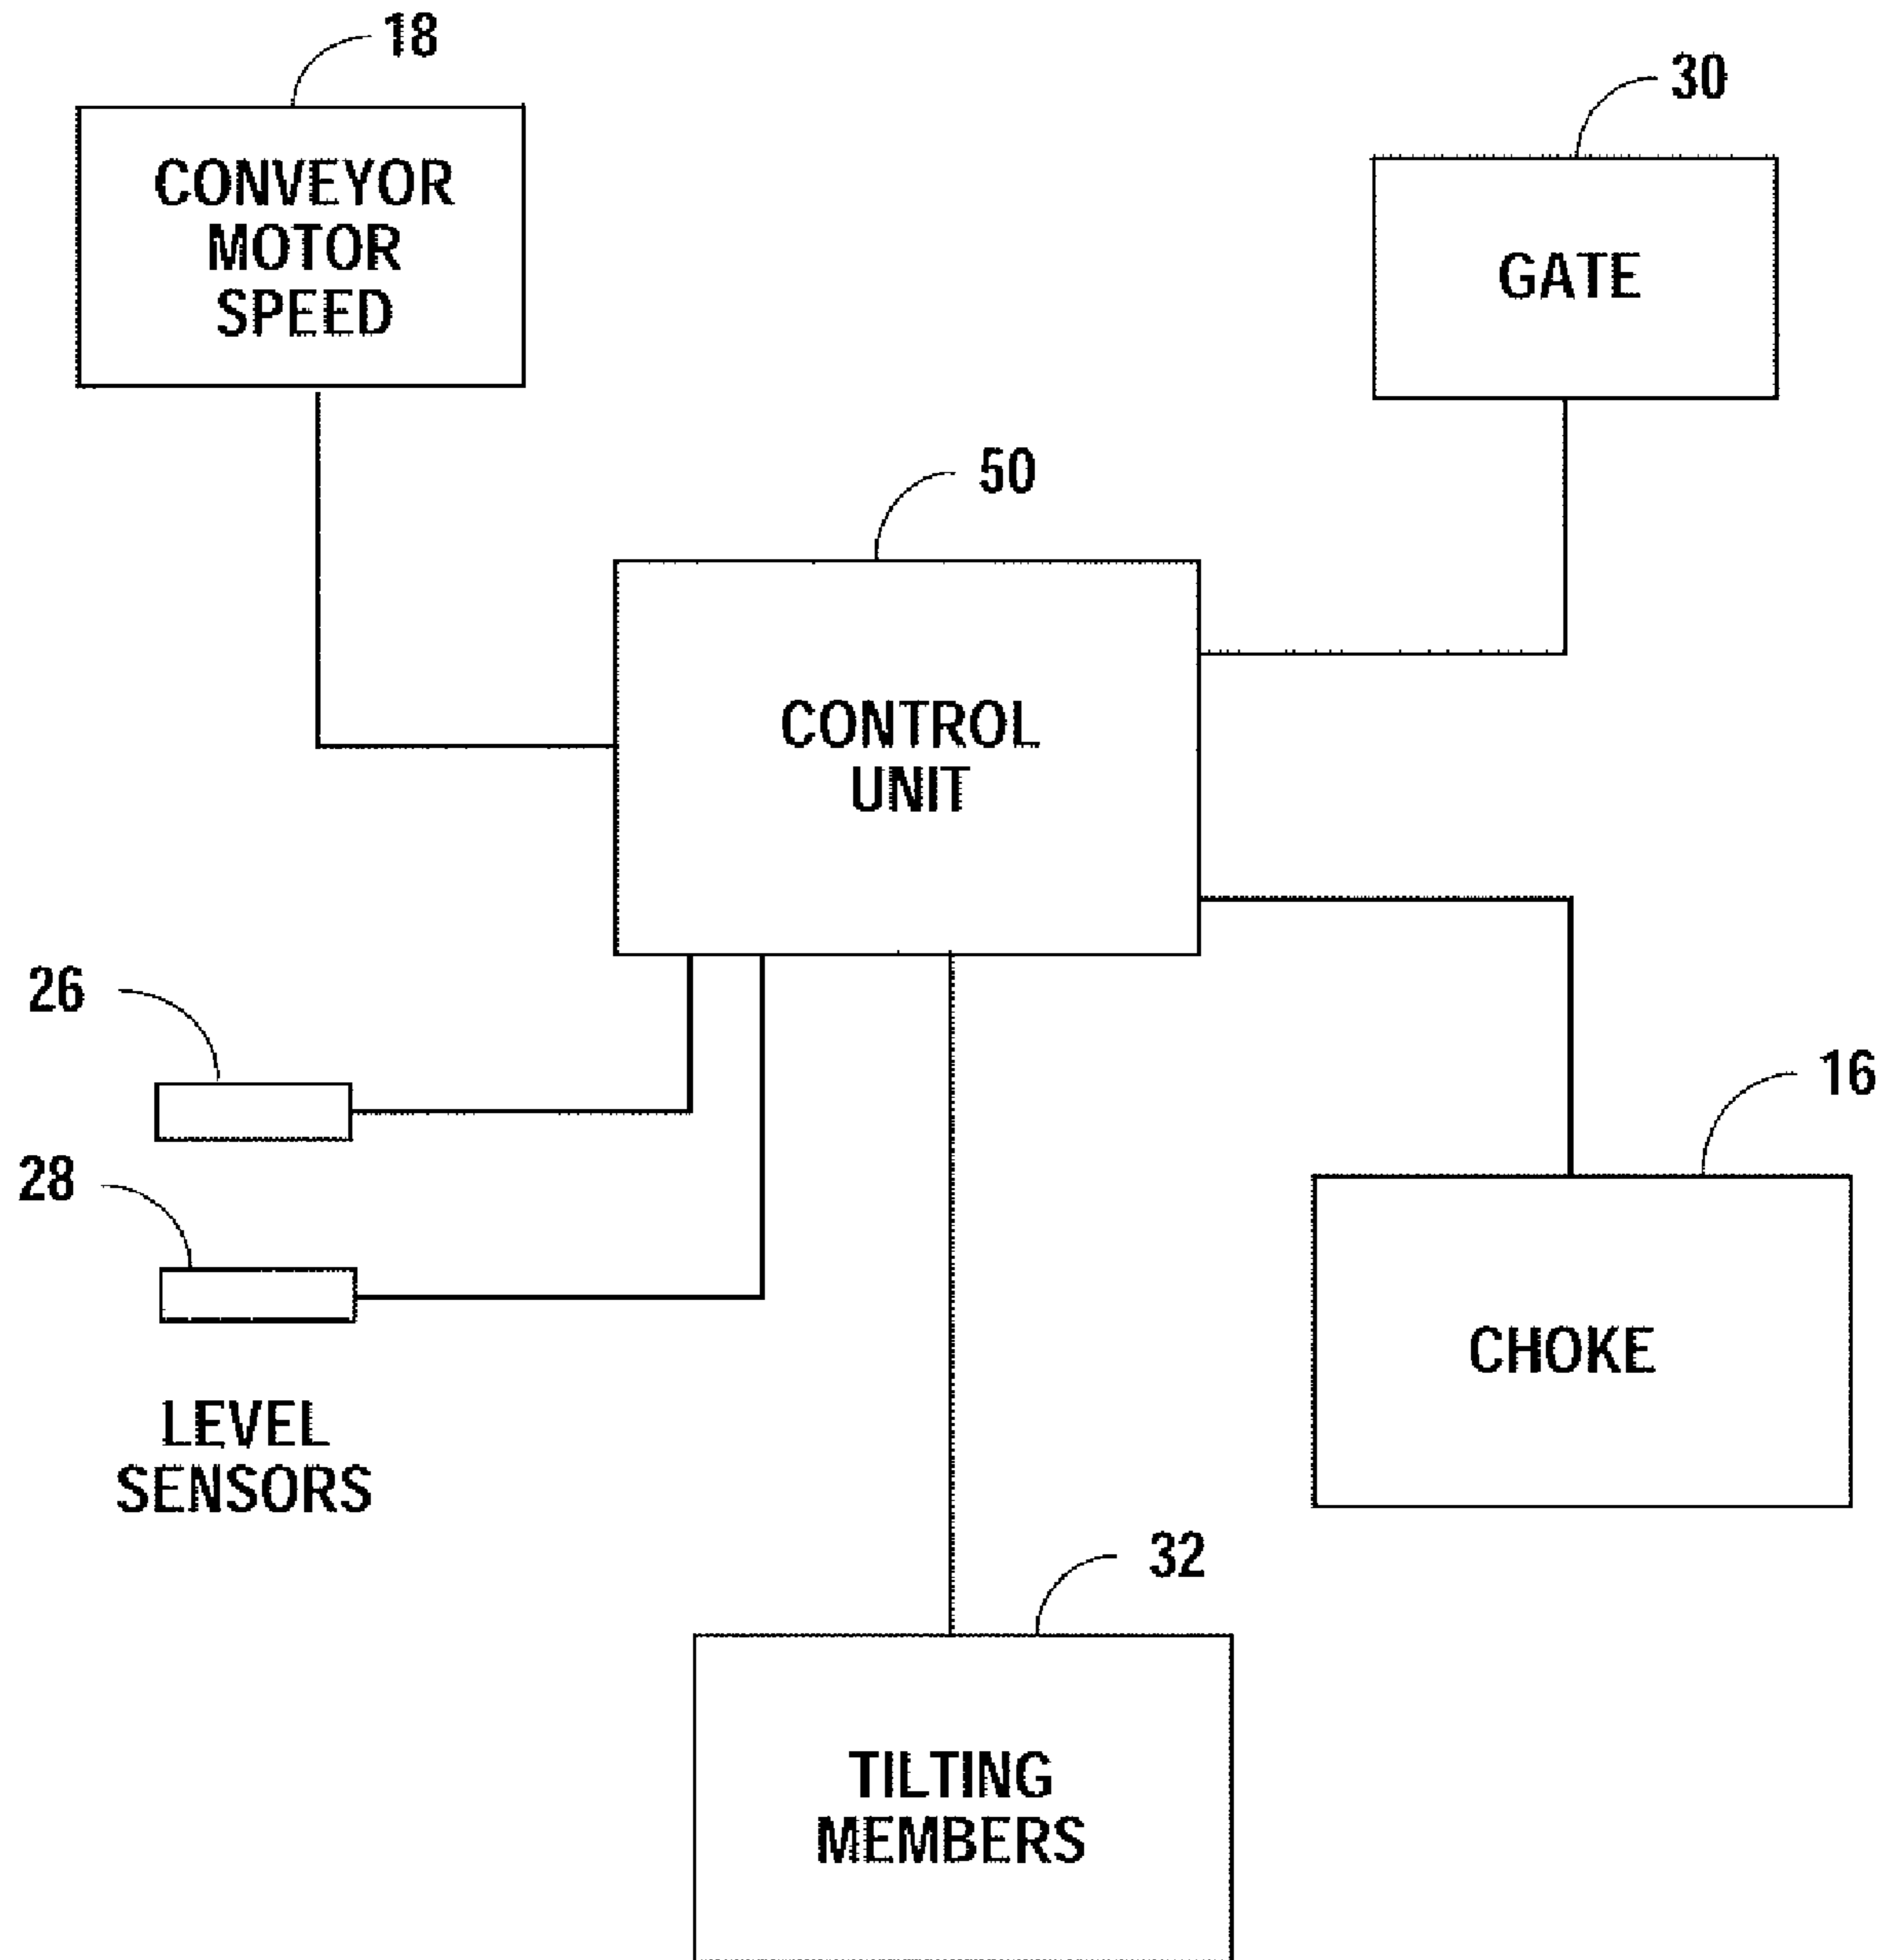 18
CONVEYOR
MOTOR
SPEED
30
GATE
50
CONTROL
UNIT
26
28
LEVEL
SENSORS
16
CHOKE
32
TILTING
MEMBERS